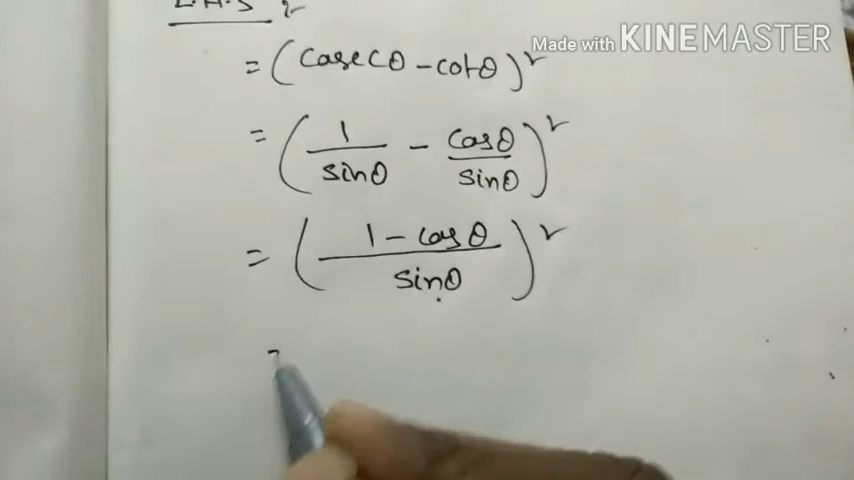 L.H.S
Made with KINEMASTER
= (cosecθ - cotθ)²
= (1/sinθ - cosθ/sinθ)²
= (1 - cosθ/sinθ)²